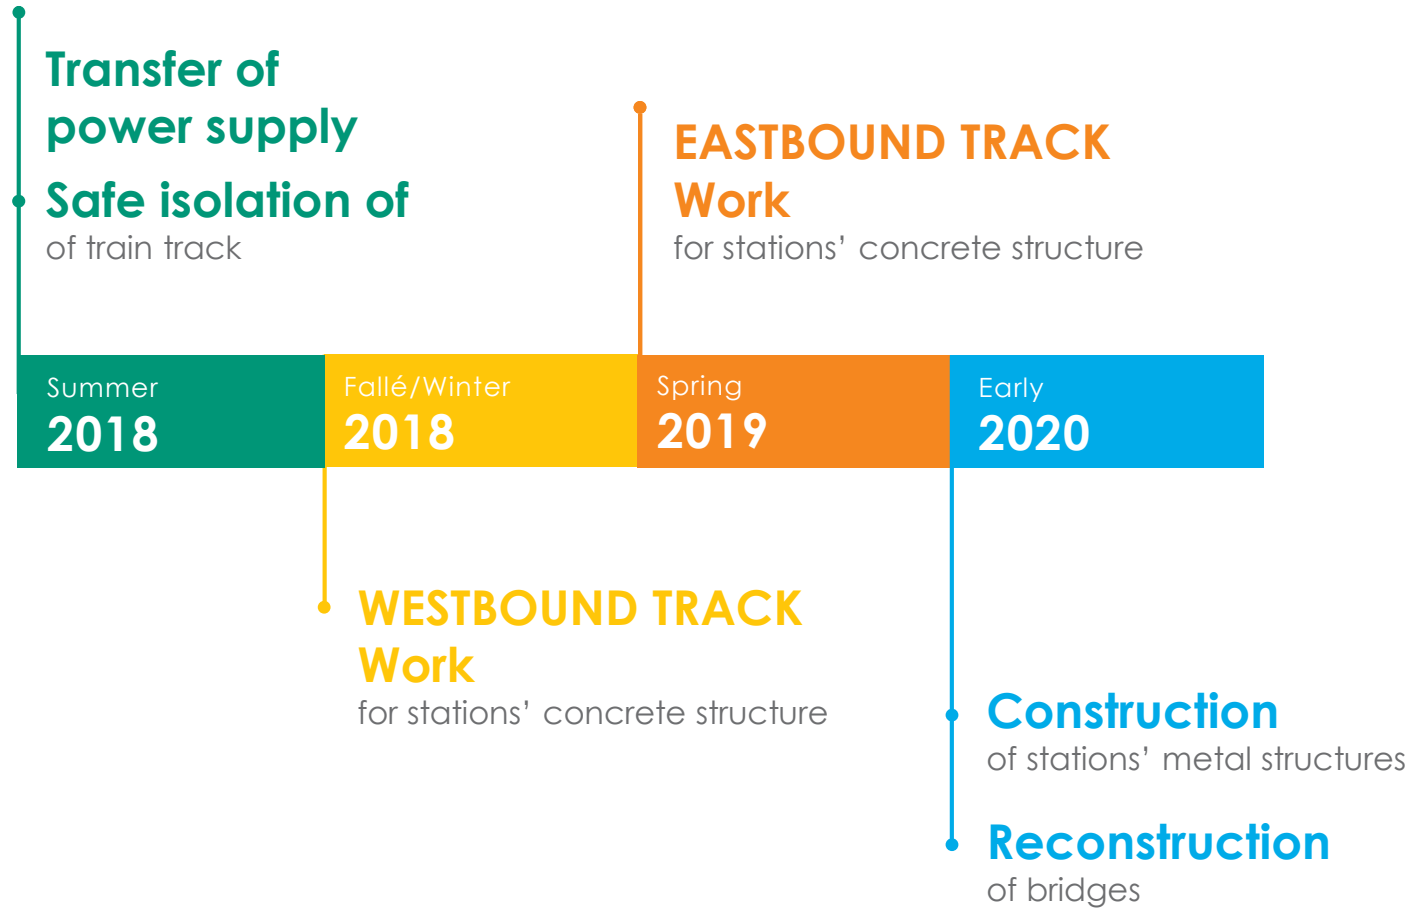 Transfer of
power supply
Safe isolation of
of train track
EASTBOUND TRACK
Work
for stations’ concrete structure
Summer
2018
Fallé/Winter
2018
Spring
2019
Early
2020
WESTBOUND TRACK
Work
for stations’ concrete structure
Construction
of stations’ metal structures
Reconstruction
of bridges